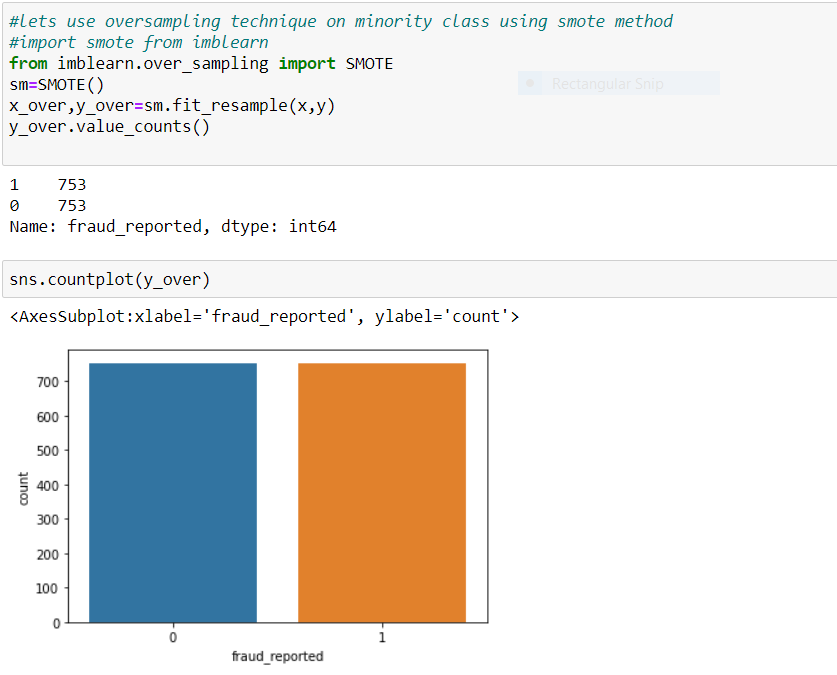 #lets use oversampling technique on minority class using smote method
#import smote from imblearn
from imblearn.over_sampling import SMOTE
sm=SMOTE()
Rectangular Snip
x_over,y_over=sm.fit_resample(x,y)
y_over.value_counts()
1    753
0    753
Name: fraud_reported, dtype: int64
sns.countplot(y_over)
<AxesSubplot:xlabel='fraud_reported', ylabel='count'>
700
600
500
400
300
200
100
0
count
0 1
fraud_reported